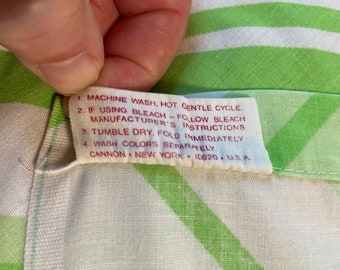 1. MACHINE WASH, HOT, GENTLE CYCLE.
2. IF USING BLEACH – FOLLOW BLEACH
MANUFACTURER'S INSTRUCTIONS
3. TUMBLE DRY. FOLD IMMEDIATELY
4. WASH COLORS SEPARATELY
CANNON • NEW YORK • 10020 • U.S.A.